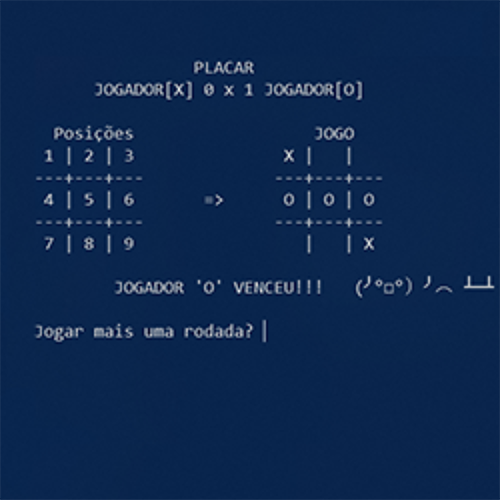 PLACAR
JOGADOR[X] 0 x 1 JOGADOR[O]
Posições JOGO
1 | 2 | 3 X |   |
---+---+--- ---+---+---
4 | 5 | 6 => O | O | O
---+---+--- ---+---+---
7 | 8 | 9   |   | X
JOGADOR 'O' VENCEU!!! (╯°□°) ╯︵ ┻━┻
Jogar mais uma rodada? |